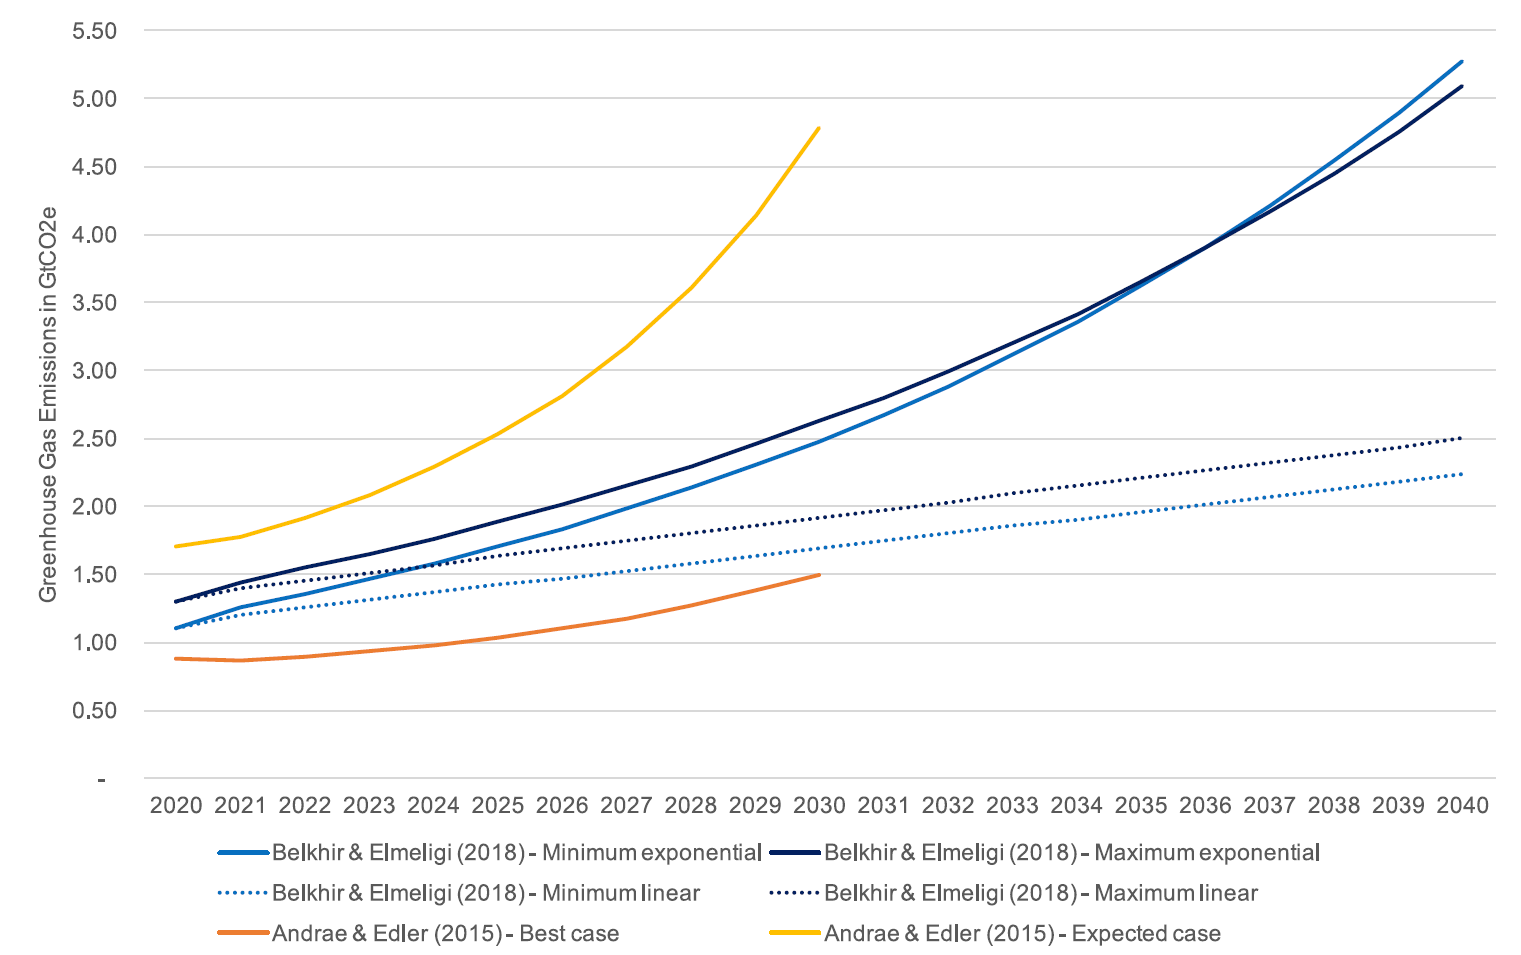 Greenhouse Gas Emissions in GtCO2e
5.50
5.00
4.50
4.00
3.50
3.00
2.50
2.00
1.50
1.00
0.50
-
2020 2021 2022 2023 2024 2025 2026 2027 2028 2029 2030 2031 2032 2033 2034 2035 2036 2037 2038 2039 2040
Belkhir & Elmeligi (2018) - Minimum exponential
Belkhir & Elmeligi (2018) - Maximum exponential
Belkhir & Elmeligi (2018) - Minimum linear
Belkhir & Elmeligi (2018) - Maximum linear
Andrae & Edler (2015) - Best case
Andrae & Edler (2015) - Expected case